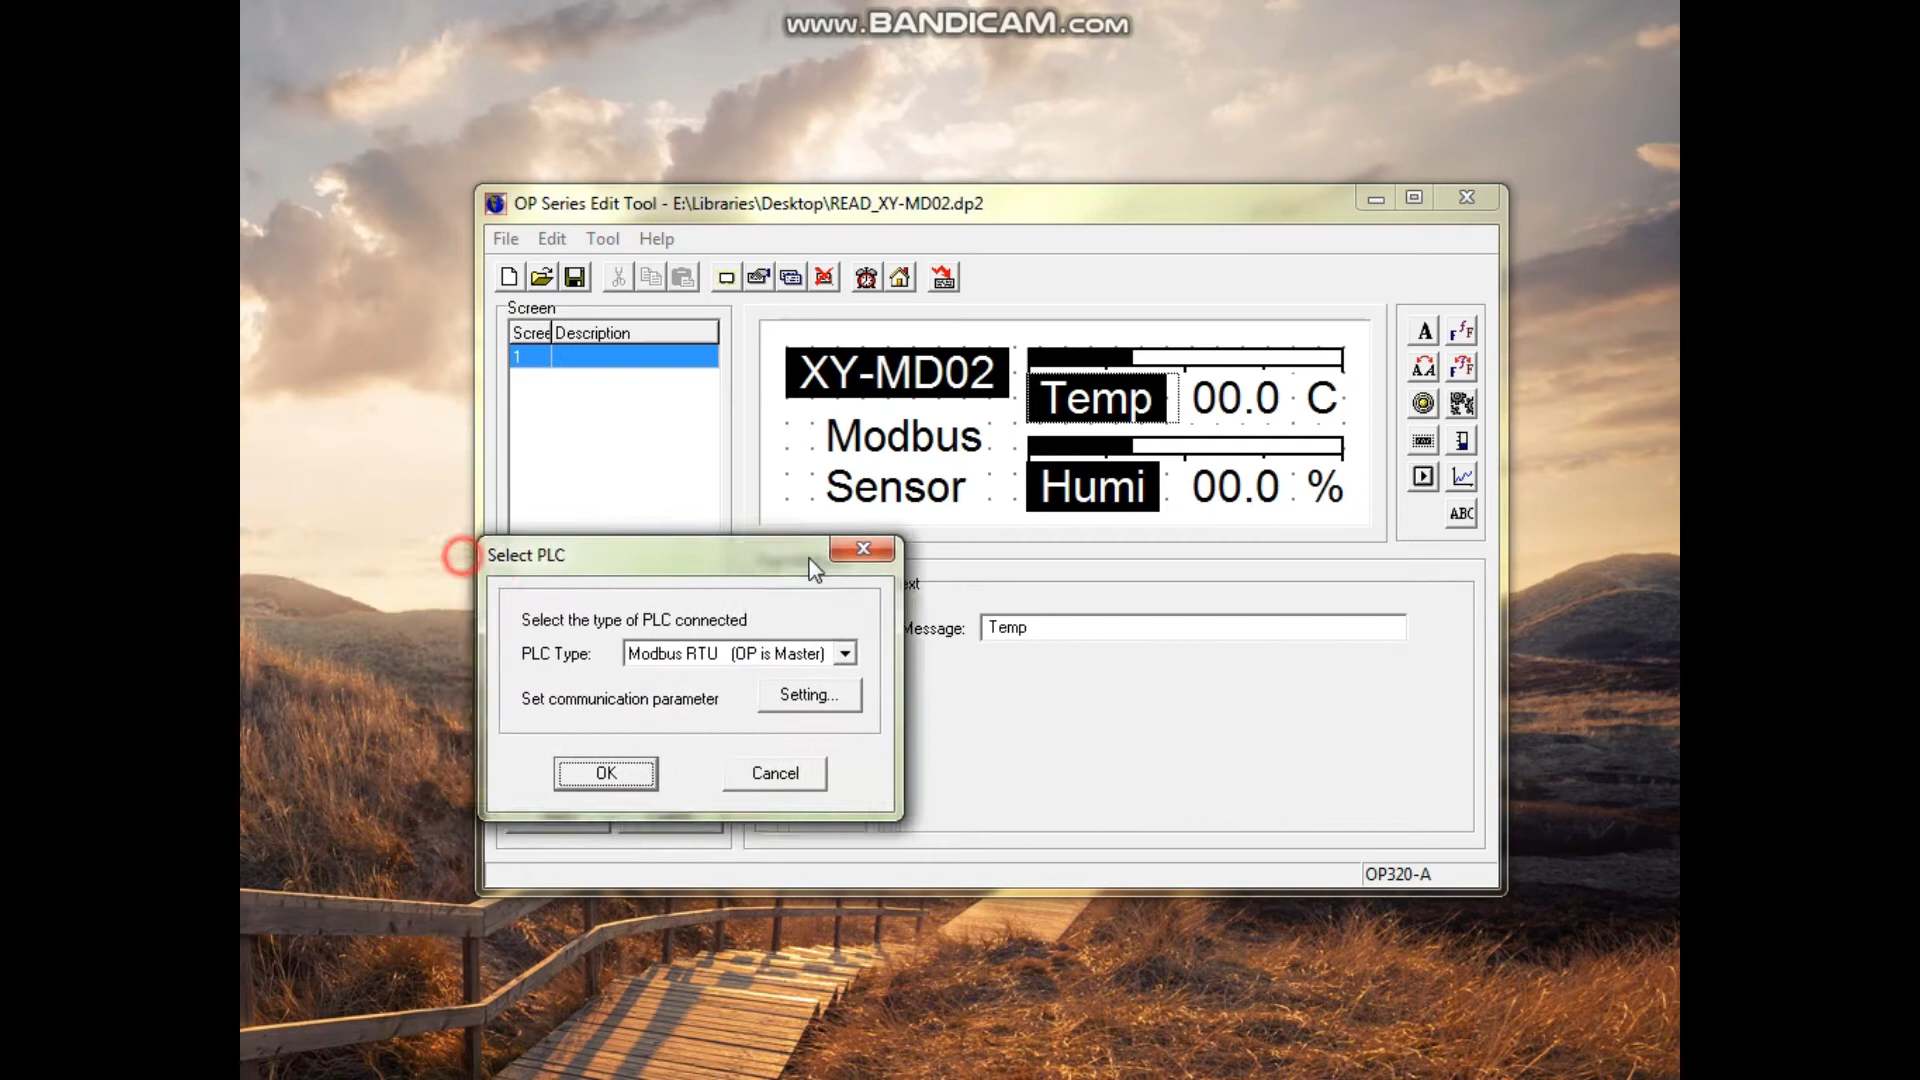 www.BANDICAM.com
OP Series Edit Tool - E:\Libraries\Desktop\READ_XY-MD02.dp2
File Edit Tool Help
Screen
Scree Description
1
XY-MD02
Temp 00.0 C
Modbus
Sensor
Humi 00.0 %
ABC
Select PLC
Select the type of PLC connected
PLC Type: Modbus RTU (OP is Master)
Set communication parameter Setting...
OK Cancel
ext
Message: Temp
OP320-A